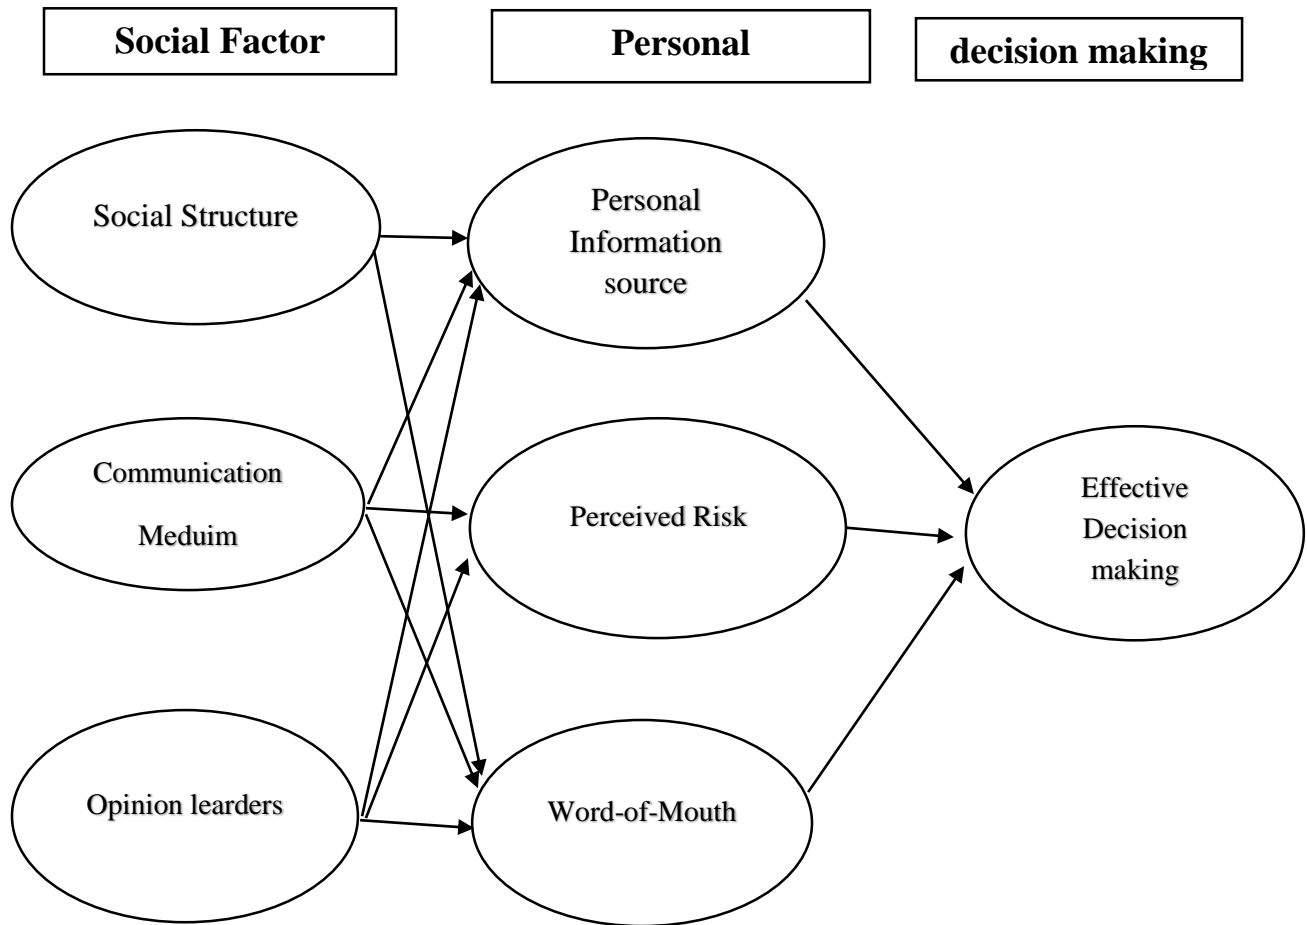 Social Factor
Personal
decision making
Social Structure
Personal
Information
source
Communication
Meduim
Perceived Risk
Effective
Decision
making
Opinion learders
Word-of-Mouth